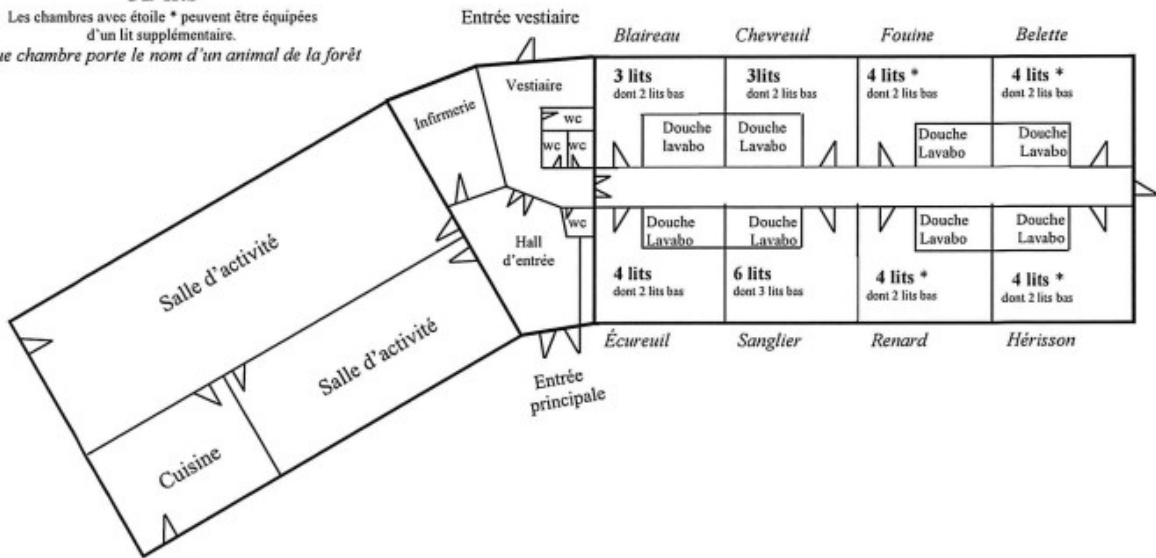 Les chambres avec étoile * peuvent être équipées
d'un lit supplémentaire.
chambre porte le nom d'un animal de la forêt
Entrée vestiaire
Blaireau
Chevreuil
Fouine
Belette
Vestiaire
Infirmerie
wc
wc
wc
3 lits
dont 2 lits bas
3lits
dont 2 lits bas
4 lits *
dont 2 lits bas
4 lits *
dont 2 lits bas
Douche
lavabo
Douche
Lavabo
Douche
Lavabo
Douche
Lavabo
wc
Hall
d'entrée
Douche
Lavabo
Douche
Lavabo
Douche
Lavabo
Douche
Lavabo
4 lits
dont 2 lits bas
6 lits
dont 3 lits bas
4 lits *
dont 2 lits bas
4 lits *
dont 2 lits bas
Écureuil
Sanglier
Renard
Hérisson
Salle d'activité
Salle d'activité
Cuisine
Entrée
principale